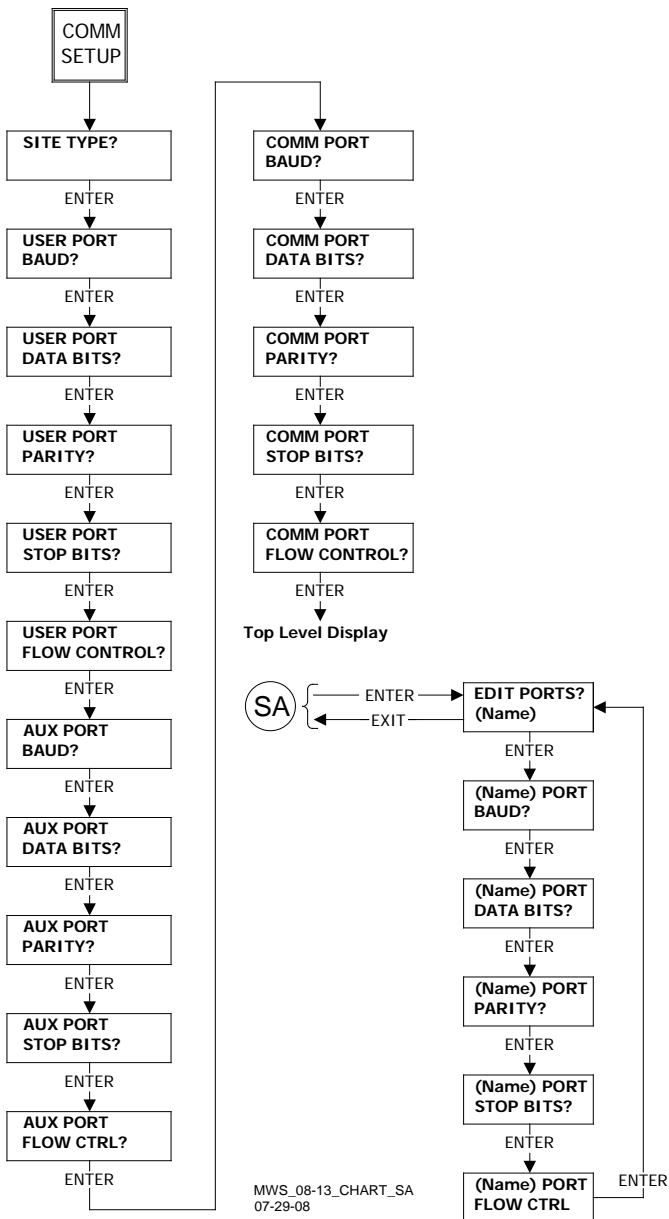 COMM
SETUP
SITE TYPE?
ENTER
USER PORT
BAUD?
ENTER
USER PORT
DATA BITS?
ENTER
USER PORT
PARITY?
ENTER
USER PORT
STOP BITS?
ENTER
USER PORT
FLOW CONTROL?
ENTER
AUX PORT
BAUD?
ENTER
AUX PORT
DATA BITS?
ENTER
AUX PORT
PARITY?
ENTER
AUX PORT
STOP BITS?
ENTER
AUX PORT
FLOW CTRL?
ENTER
COMM PORT
BAUD?
ENTER
COMM PORT
DATA BITS?
ENTER
COMM PORT
PARITY?
ENTER
COMM PORT
STOP BITS?
ENTER
COMM PORT
FLOW CONTROL?
ENTER
Top Level Display
SA
ENTER
EXIT
EDIT PORTS?
(Name)
ENTER
(Name) PORT
BAUD?
ENTER
(Name) PORT
DATA BITS?
ENTER
(Name) PORT
PARITY?
ENTER
(Name) PORT
STOP BITS?
ENTER
(Name) PORT
FLOW CTRL
ENTER
MWS_08-13_CHART_SA
07-29-08